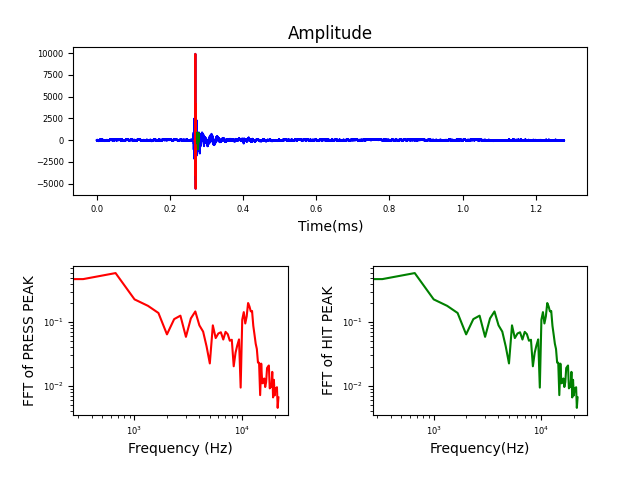 Amplitude
10000
7500
5000
2500
0
−2500
−5000
0.0 0.2 0.4 0.6 0.8 1.0 1.2
Time(ms)
FFT of PRESS PEAK
10⁻¹
10⁻²
10³ 10⁴
Frequency (Hz)
FFT of HIT PEAK
10⁻¹
10⁻²
10³ 10⁴
Frequency(Hz)